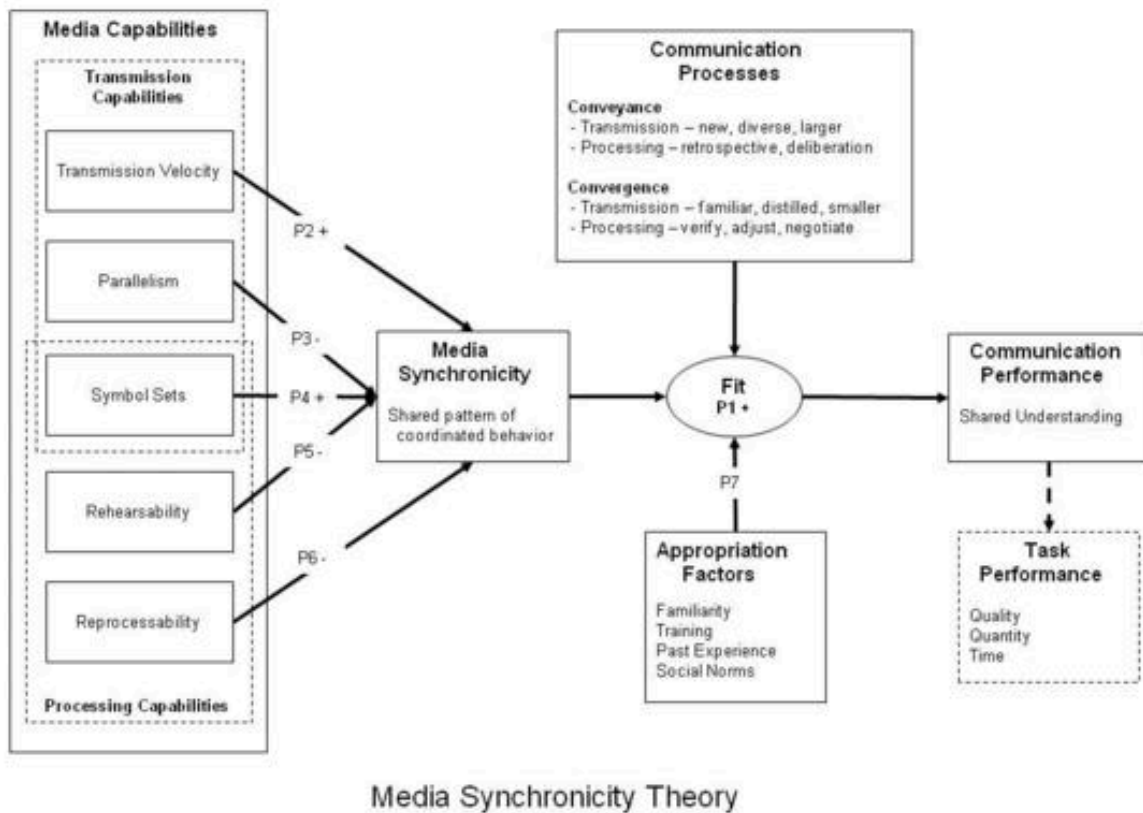 Media Capabilities
Transmission
Capabilities
Transmission Velocity
Parallelism
Symbol Sets
Rehearsability
Reprocessability
Processing Capabilities
P2 +
P3 -
P4 +
P5 -
P6 -
Media
Synchronicity
Shared pattern of
coordinated behavior
Communication
Processes
Conveyance
- Transmission – new, diverse, larger
- Processing – retrospective, deliberation
Convergence
- Transmission – familiar, distilled, smaller
- Processing – verify, adjust, negotiate
Fit
P1 +
P7
Appropriation
Factors
Familiarity
Training
Past Experience
Social Norms
Communication
Performance
Shared Understanding
Task
Performance
Quality
Quantity
Time
Media Synchronicity Theory